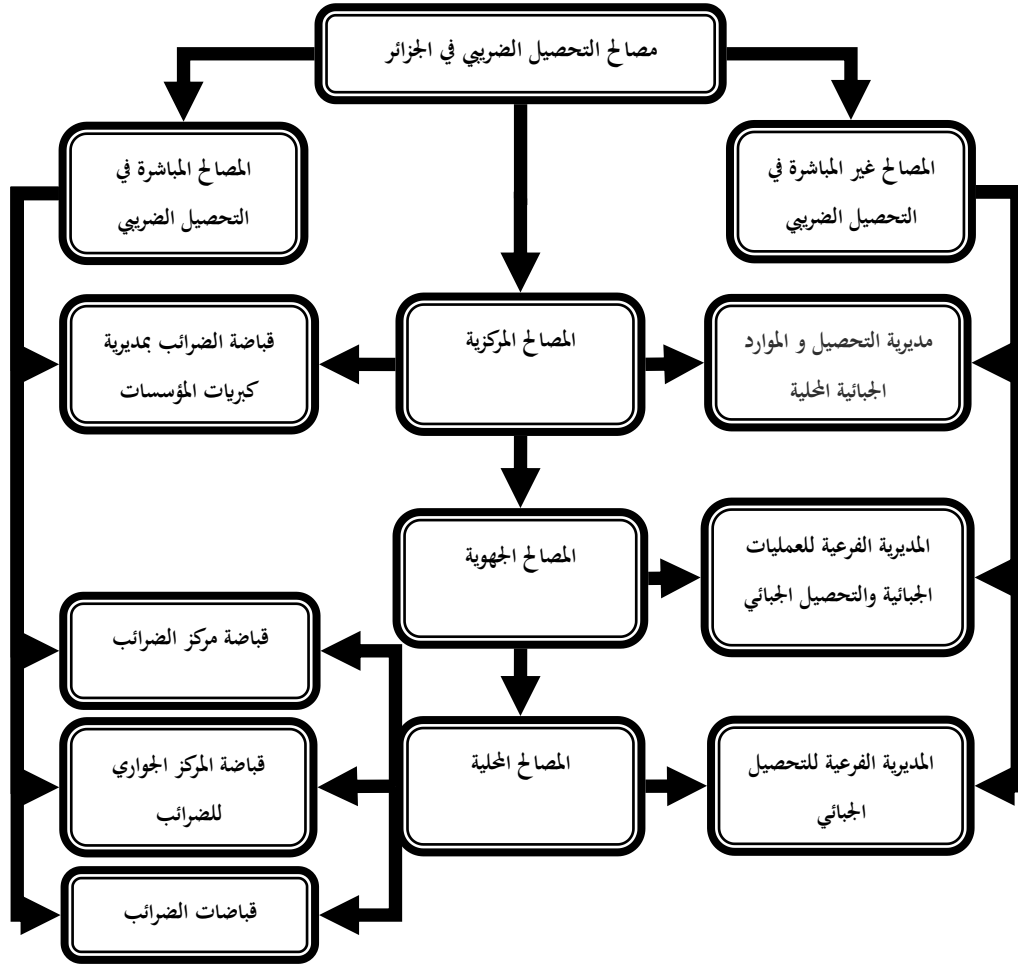 مصالح التحصيل الضريبي في الجزائر
المصالح غير المباشرة في
التحصيل الضريبي
المصالح المباشرة في
التحصيل الضريبي
مديرية التحصيل و الموارد
الجبائية المحلية
المصالح المركزية
قباضة الضرائب بمديرية
كبريات المؤسسات
المديرية الفرعية للعمليات
الجبائية والتحصيل الجبائي
المصالح الجهوية
قباضة مركز الضرائب
المديرية الفرعية للتحصيل
الجبائي
المصالح المحلية
قباضة المركز الجواري
للضرائب
قباضات الضرائب